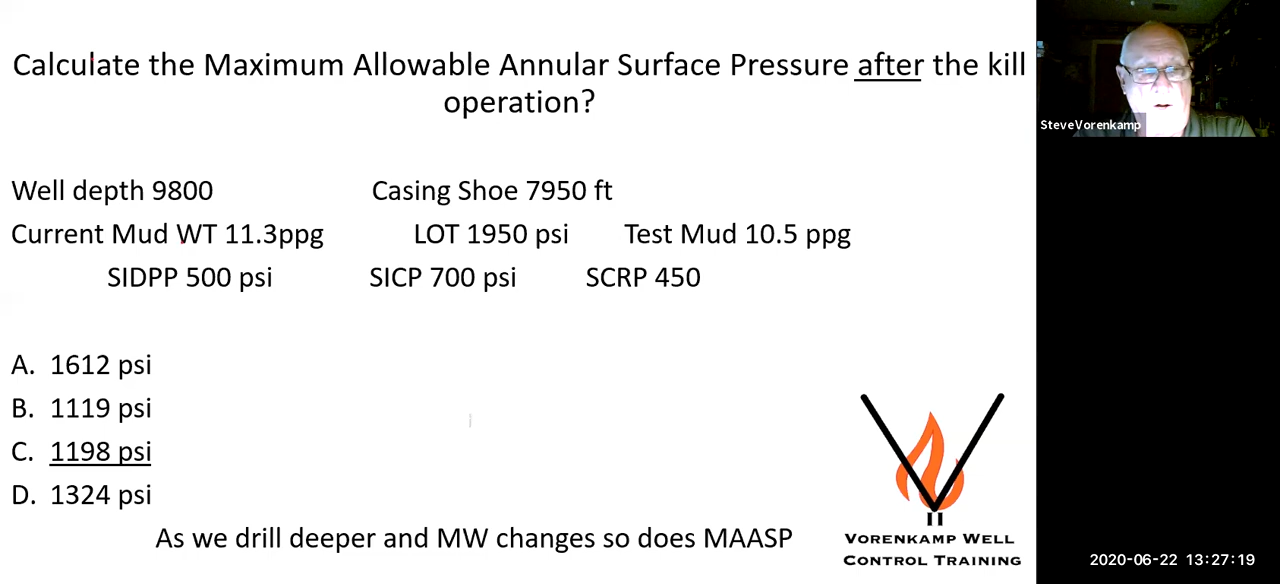 Calculate the Maximum Allowable Annular Surface Pressure after the kill
operation?
SteveVorenkamp
Well depth 9800 Casing Shoe 7950 ft
Current Mud WT 11.3ppg LOT 1950 psi Test Mud 10.5 ppg
SIDPP 500 psi SICP 700 psi SCRP 450
A. 1612 psi
B. 1119 psi
C. 1198 psi
D. 1324 psi
As we drill deeper and MW changes so does MAASP
VORENKAMP WELL
CONTROL TRAINING
2020-06-22 13:27:19